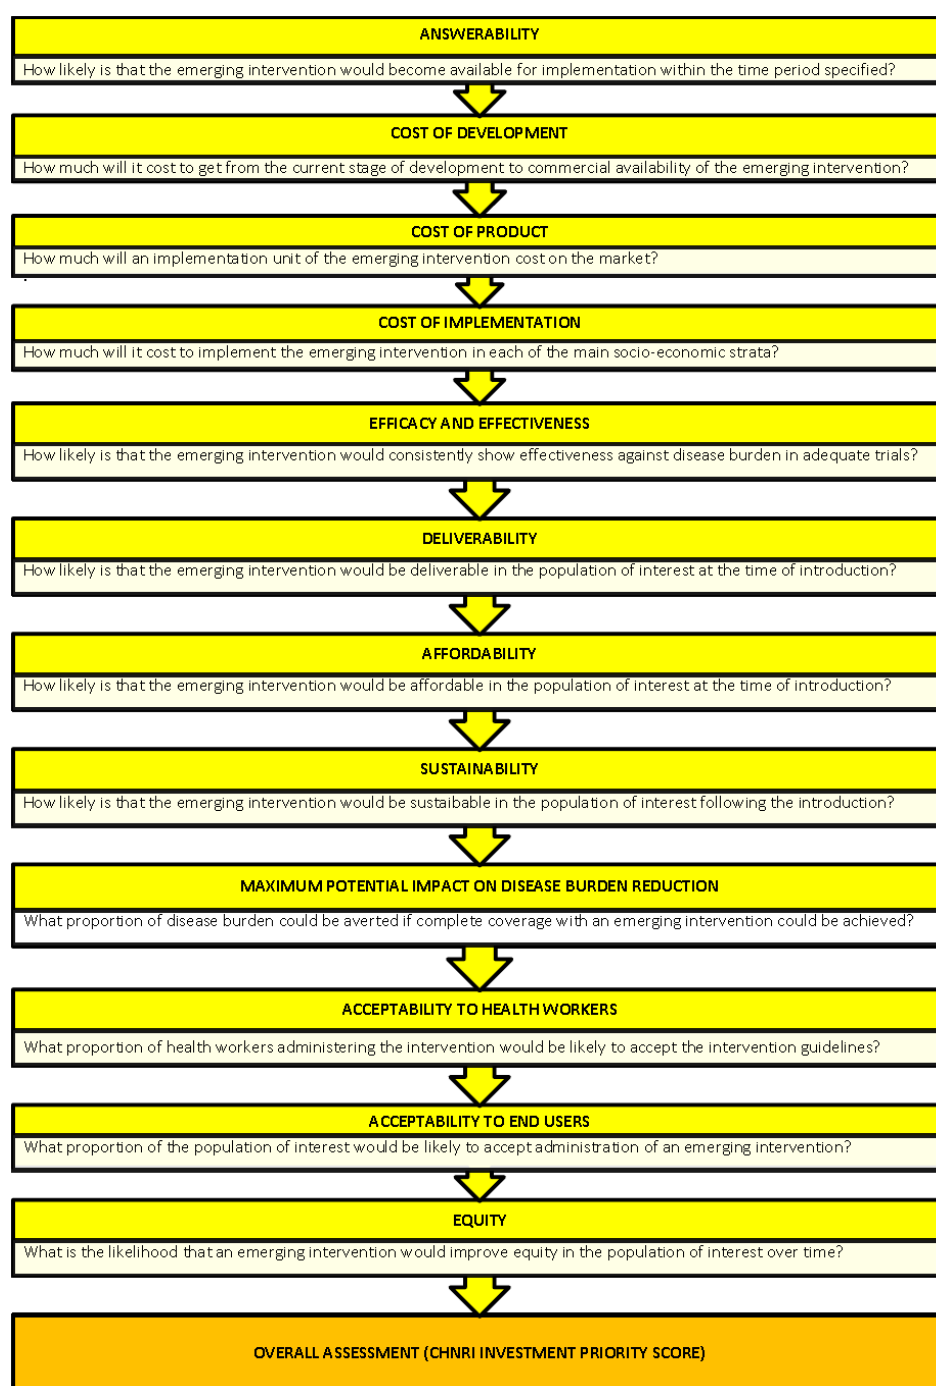 ANSWERABILITY
How likely is that the emerging intervention would become available for implementation within the time period specified?
COST OF DEVELOPMENT
How much will it cost to get from the current stage of development to commercial availability of the emerging intervention?
COST OF PRODUCT
How much will an implementation unit of the emerging intervention cost on the market?
.
COST OF IMPLEMENTATION
How much will it cost to implement the emerging intervention in each of the main socio-economic strata?
EFFICACY AND EFFECTIVENESS
How likely is that the emerging intervention would consistently show effectiveness against disease burden in adequate trials?
DELIVERABILITY
How likely is that the emerging intervention would be deliverable in the population of interest at the time of introduction?
AFFORDABILITY
How likely is that the emerging intervention would be affordable in the population of interest at the time of introduction?
SUSTAINABILITY
How likely is that the emerging intervention would be sustaibable in the population of interest following the introduction?
MAXIMUM POTENTIAL IMPACT ON DISEASE BURDEN REDUCTION
What proportion of disease burden could be averted if complete coverage with an emerging intervention could be achieved?
ACCEPTABILITY TO HEALTH WORKERS
What proportion of health workers administering the intervention would be likely to accept the intervention guidelines?
ACCEPTABILITY TO END USERS
What proportion of the population of interest would be likely to accept administration of an emerging intervention?
EQUITY
What is the likelihood that an emerging intervention would improve equity in the population of interest over time?
OVERALL ASSESSMENT (CHNRI INVESTMENT PRIORITY SCORE)